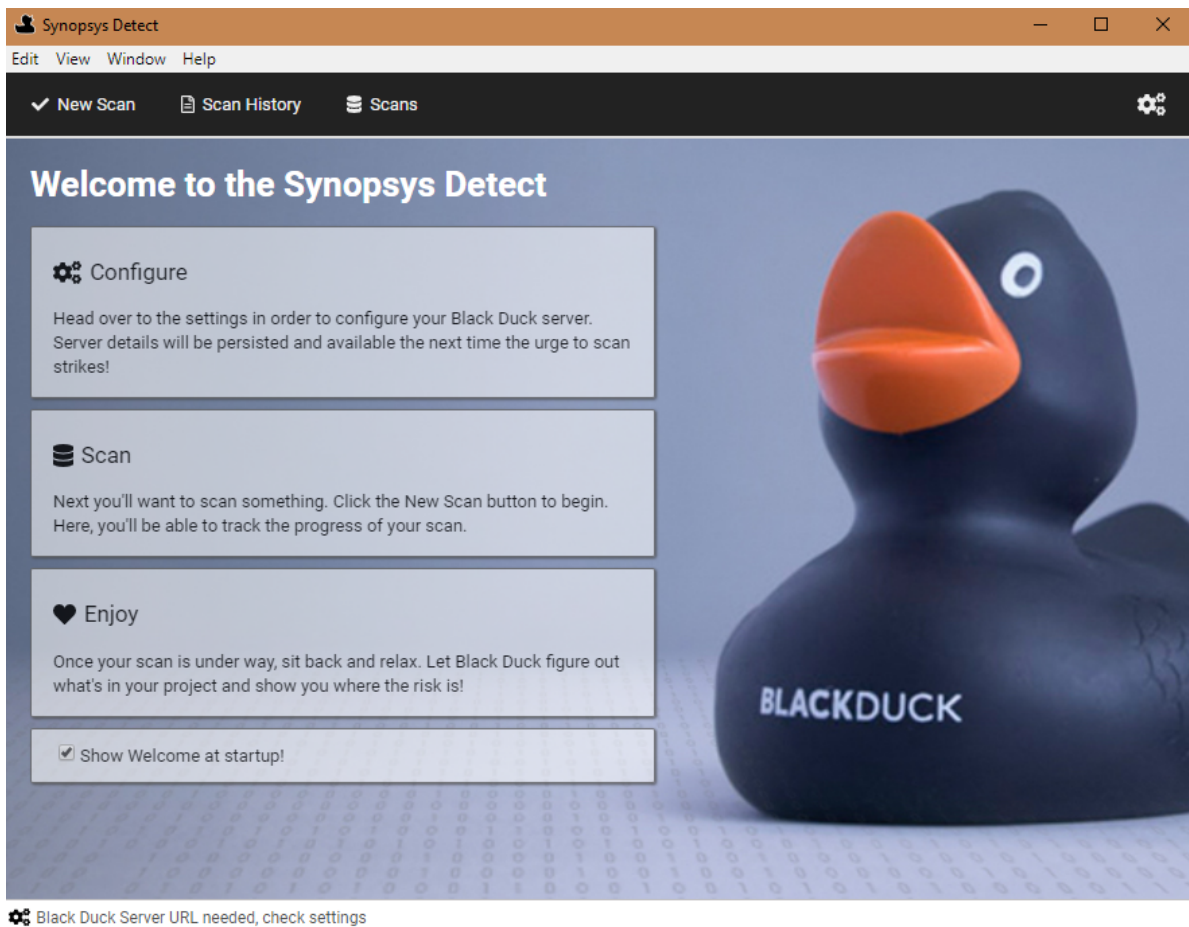 Synopsys Detect
Edit View Window Help
New Scan Scan History Scans
Welcome to the Synopsys Detect
Configure
Head over to the settings in order to configure your Black Duck server.
Server details will be persisted and available the next time the urge to scan
strikes!
Scan
Next you'll want to scan something. Click the New Scan button to begin.
Here, you'll be able to track the progress of your scan.
Enjoy
Once your scan is under way, sit back and relax. Let Black Duck figure out
what's in your project and show you where the risk is!
Show Welcome at startup!
BLACKDUCK
Black Duck Server URL needed, check settings